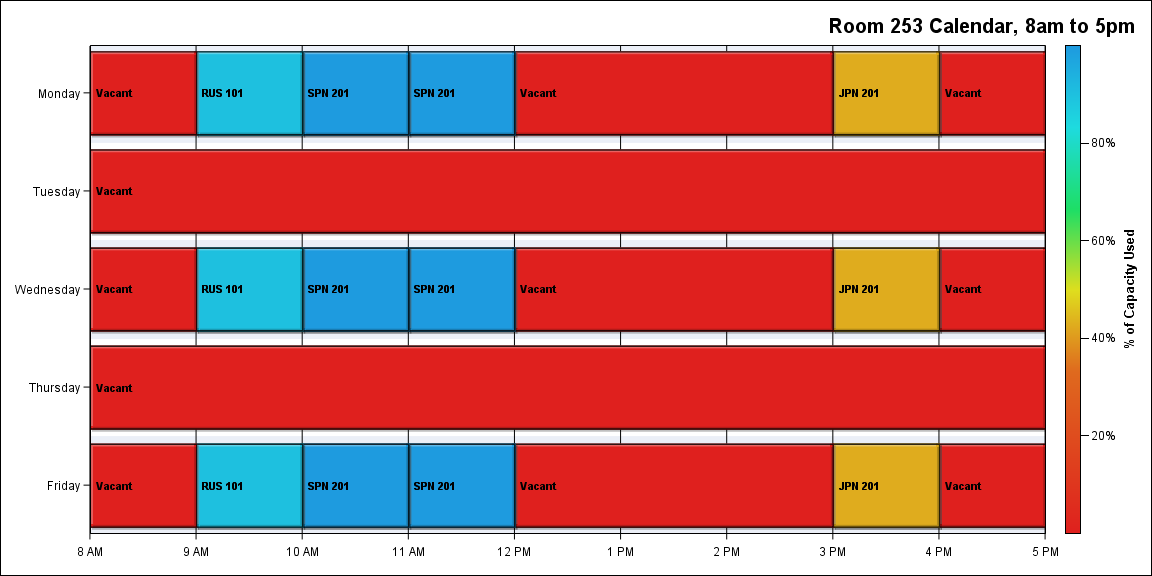 Room 253 Calendar, 8am to 5pm
Monday Vacant RUS 101 SPN 201 SPN 201 Vacant JPN 201 Vacant
80%
Tuesday Vacant
60%
Wednesday Vacant RUS 101 SPN 201 SPN 201 Vacant JPN 201 Vacant
% of Capacity Used
40%
Thursday Vacant
20%
Friday Vacant RUS 101 SPN 201 SPN 201 Vacant JPN 201 Vacant
8 AM 9 AM 10 AM 11 AM 12 PM 1 PM 2 PM 3 PM 4 PM 5 PM